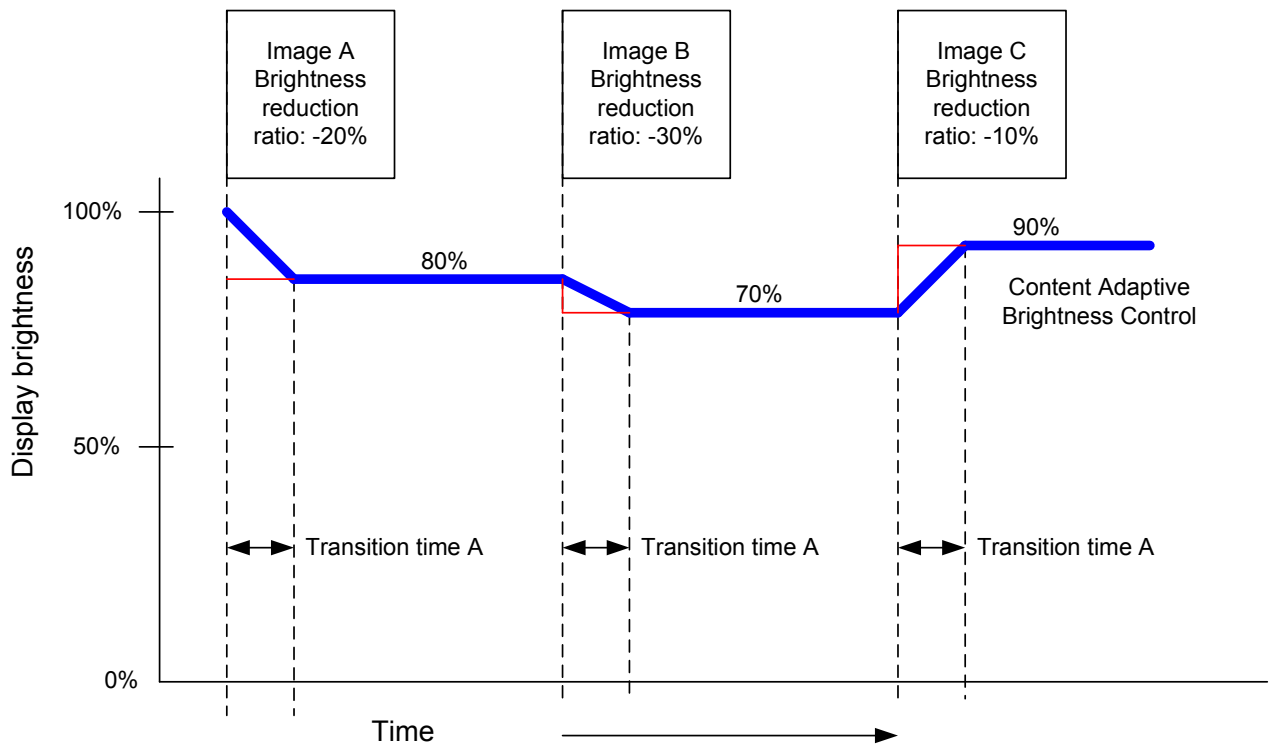 Image A
Brightness
reduction
ratio: -20%
Image B
Brightness
reduction
ratio: -30%
Image C
Brightness
reduction
ratio: -10%
100%
80%
70%
90%
Content Adaptive
Brightness Control
Display brightness
50%
Transition time A
Transition time A
Transition time A
0%
Time